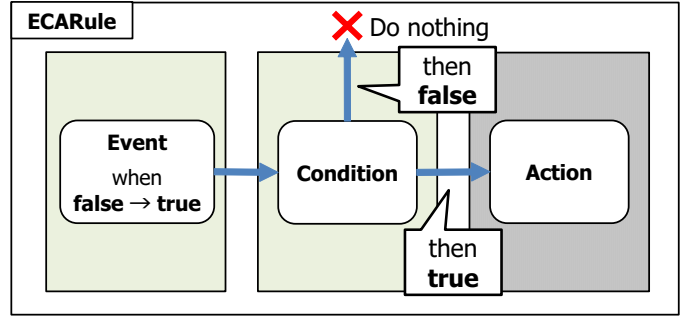 ECARule
Do nothing
then
false
Event
when
false → true
Condition
Action
then
true